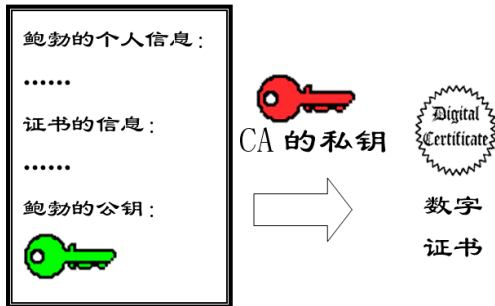 鲍勃的个人信息:
······
证书的信息:
······
鲍勃的公钥:
CA 的私钥
Digital
Certificate
数字
证书